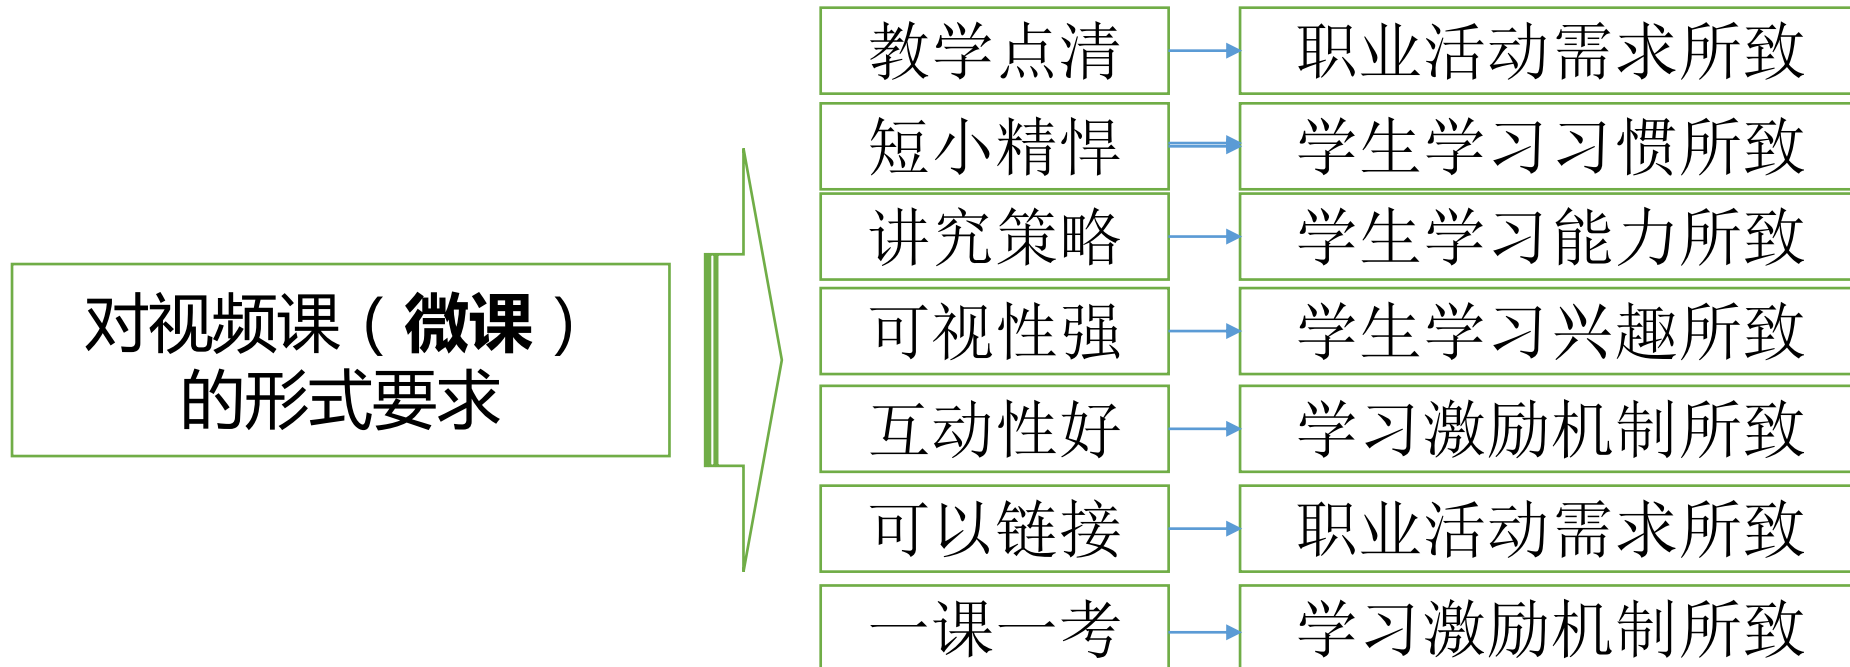 对视频课（微课）
的形式要求
教学点清
职业活动需求所致
短小精悍
学生学习习惯所致
讲究策略
学生学习能力所致
可视性强
学生学习兴趣所致
互动性好
学习激励机制所致
可以链接
职业活动需求所致
一课一考
学习激励机制所致